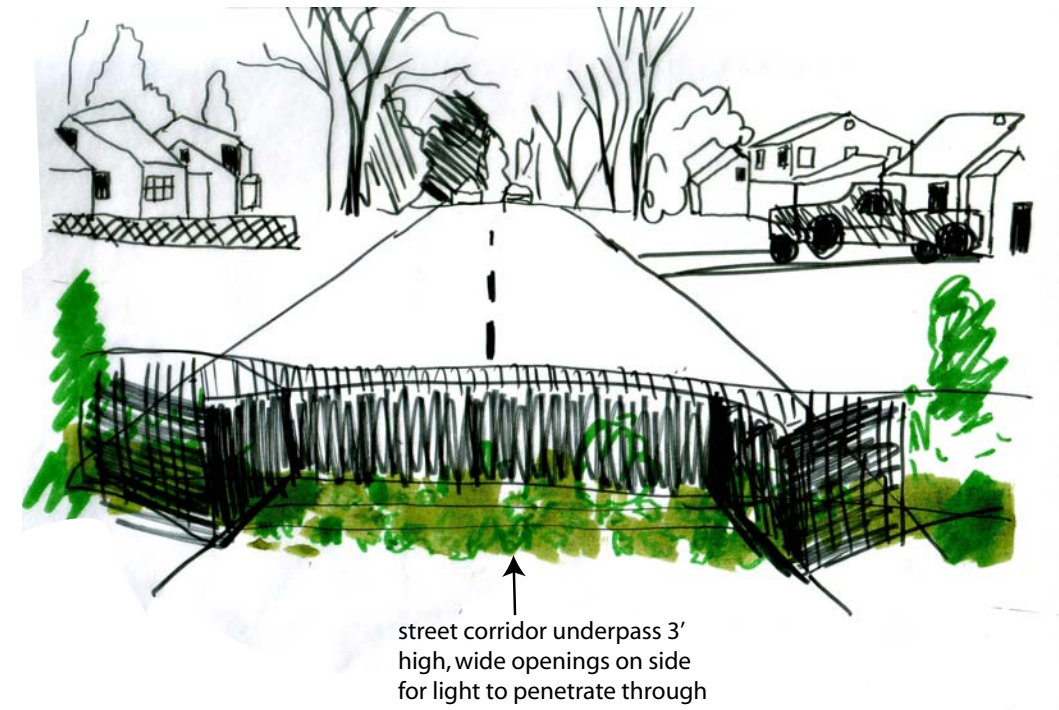 street corridor underpass 3’
high, wide openings on side
for light to penetrate through